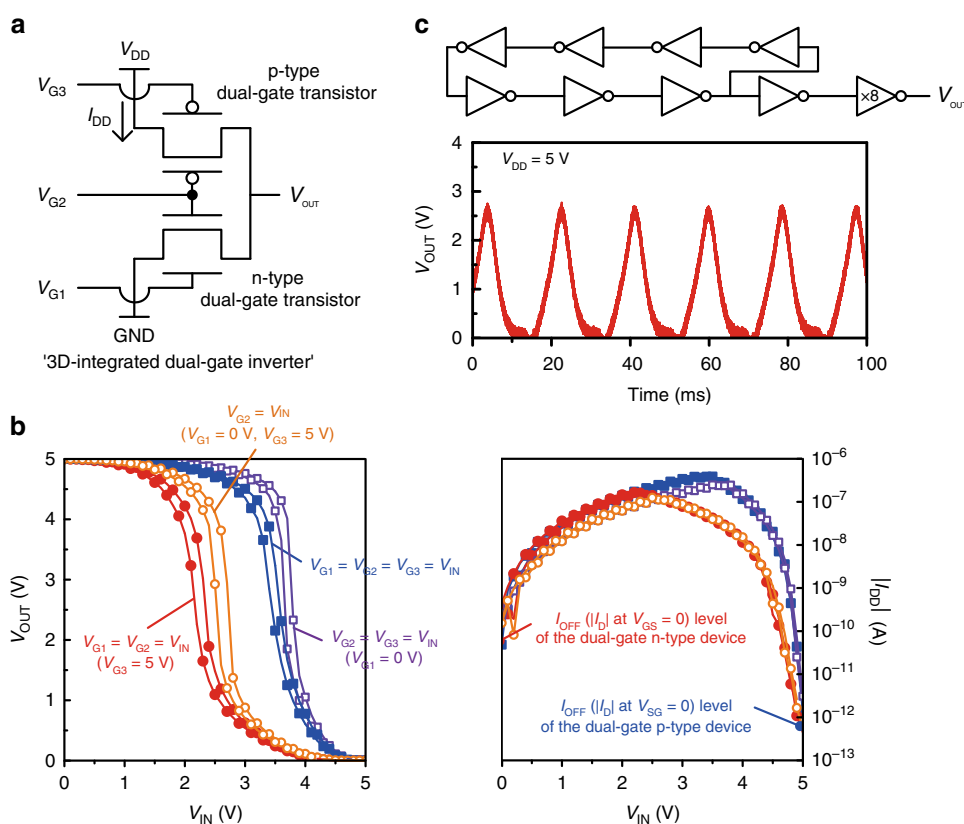 a
V_DD
V_G3
p-type
dual-gate transistor
I_DD
V_G2
V_OUT
V_G1
n-type
dual-gate transistor
GND
'3D-integrated dual-gate inverter'
c
×8
V_OUT
V_DD = 5 V
4
3
2
1
0
V_OUT (V)
0
20
40
60
80
100
Time (ms)
b
V_G2 = V_IN
(V_G1 = 0 V, V_G3 = 5 V)
V_G1 = V_G2 = V_G3 = V_IN
V_G1 = V_G2 = V_IN
(V_G3 = 5 V)
V_G2 = V_G3 = V_IN
(V_G1 = 0 V)
5
4
3
2
1
0
V_OUT (V)
0
1
2
3
4
5
V_IN (V)
I_OFF (|I_D| at V_GS = 0) level
of the dual-gate n-type device
I_OFF (|I_D| at V_SG = 0) level
of the dual-gate p-type device
10⁻⁶
10⁻⁷
10⁻⁸
10⁻⁹
10⁻¹⁰
10⁻¹¹
10⁻¹²
10⁻¹³
|I_DD| (A)
0
1
2
3
4
5
V_IN (V)